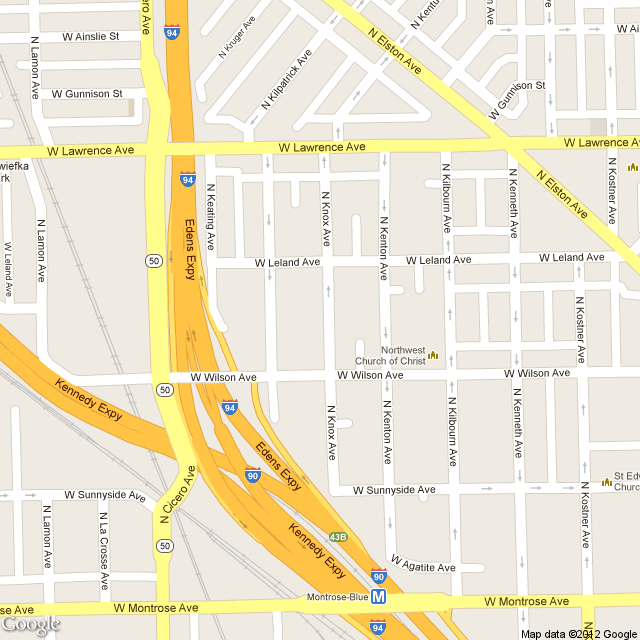 W Ainslie St
N Cicero Ave
94
N Kruger Ave
N Kilpatrick Ave
N Elston Ave
N Lamon Ave
W Gunnison St
W Gunnison St
W Lawrence Ave
W Lawrence Ave
W Lawrence Ave
94
N Keating Ave
N Knox Ave
N Kenton Ave
N Kilbourn Ave
N Kenneth Ave
N Elston Ave
N Kostner Ave
N Lamon Ave
W Leland Ave
Edens Expy
50
W Leland Ave
W Leland Ave
W Leland Ave
N Kostner Ave
Northwest
Church of Christ
W Wilson Ave
W Wilson Ave
W Wilson Ave
Kennedy Expy
50
94
N Knox Ave
N Kenton Ave
N Kilbourn Ave
N Kenneth Ave
Edens Expy
90
W Sunnyside Ave
N Cicero Ave
W Sunnyside Ave
N Kostner Ave
N Lamon Ave
N La Crosse Ave
50
Kennedy Expy
43B
W Agatite Ave
90
Montrose-Blue M
W Montrose Ave
W Montrose Ave
94
Google
Map data ©2012 Google